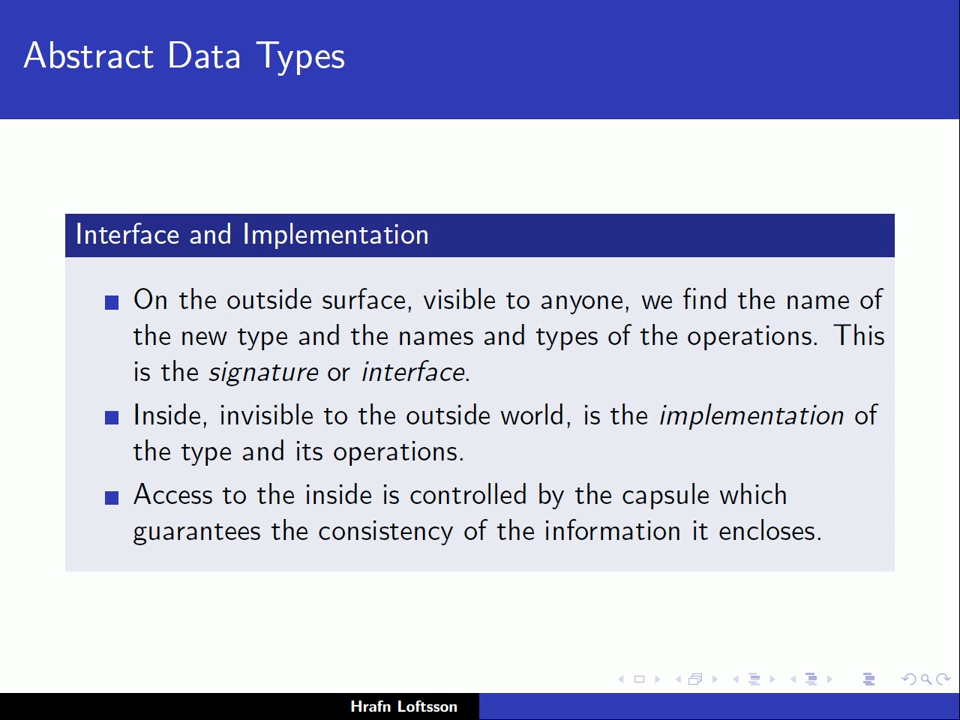 Abstract Data Types
Interface and Implementation
On the outside surface, visible to anyone, we find the name of
the new type and the names and types of the operations. This
is the signature or interface.
Inside, invisible to the outside world, is the implementation of
the type and its operations.
Access to the inside is controlled by the capsule which
guarantees the consistency of the information it encloses.
Hrafn Loftsson